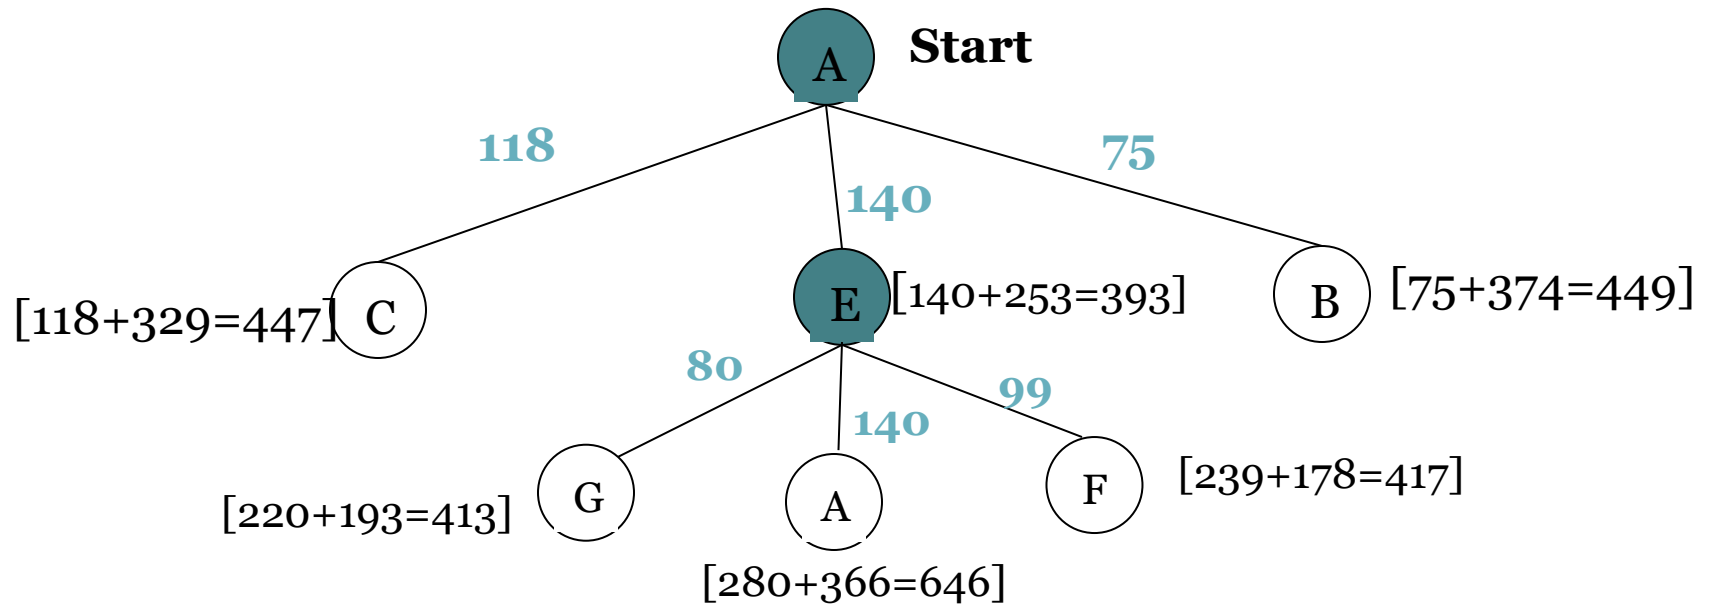 A
Start
118
75
140
[118+329=447]
C
E
[140+253=393]
B
[75+374=449]
80
99
140
[220+193=413]
G
A
F
[239+178=417]
[280+366=646]